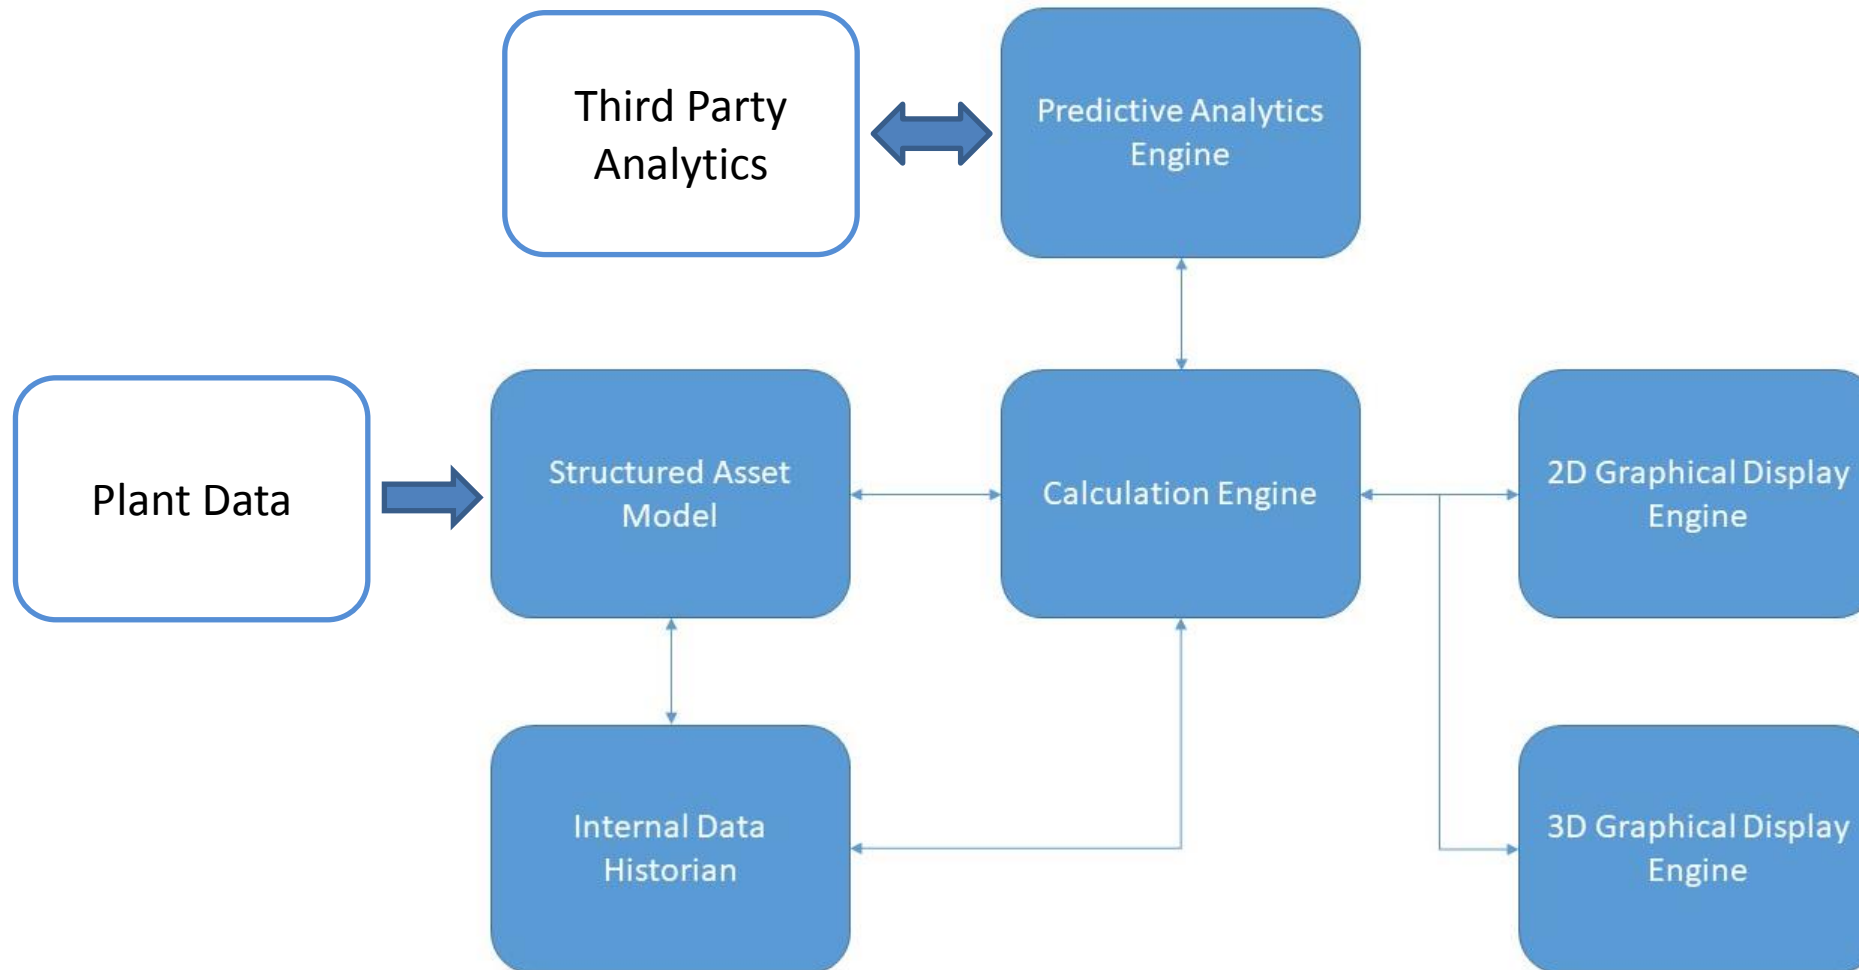 Third Party
Analytics
Predictive Analytics
Engine
Plant Data
Structured Asset
Model
Calculation Engine
2D Graphical Display
Engine
Internal Data
Historian
3D Graphical Display
Engine